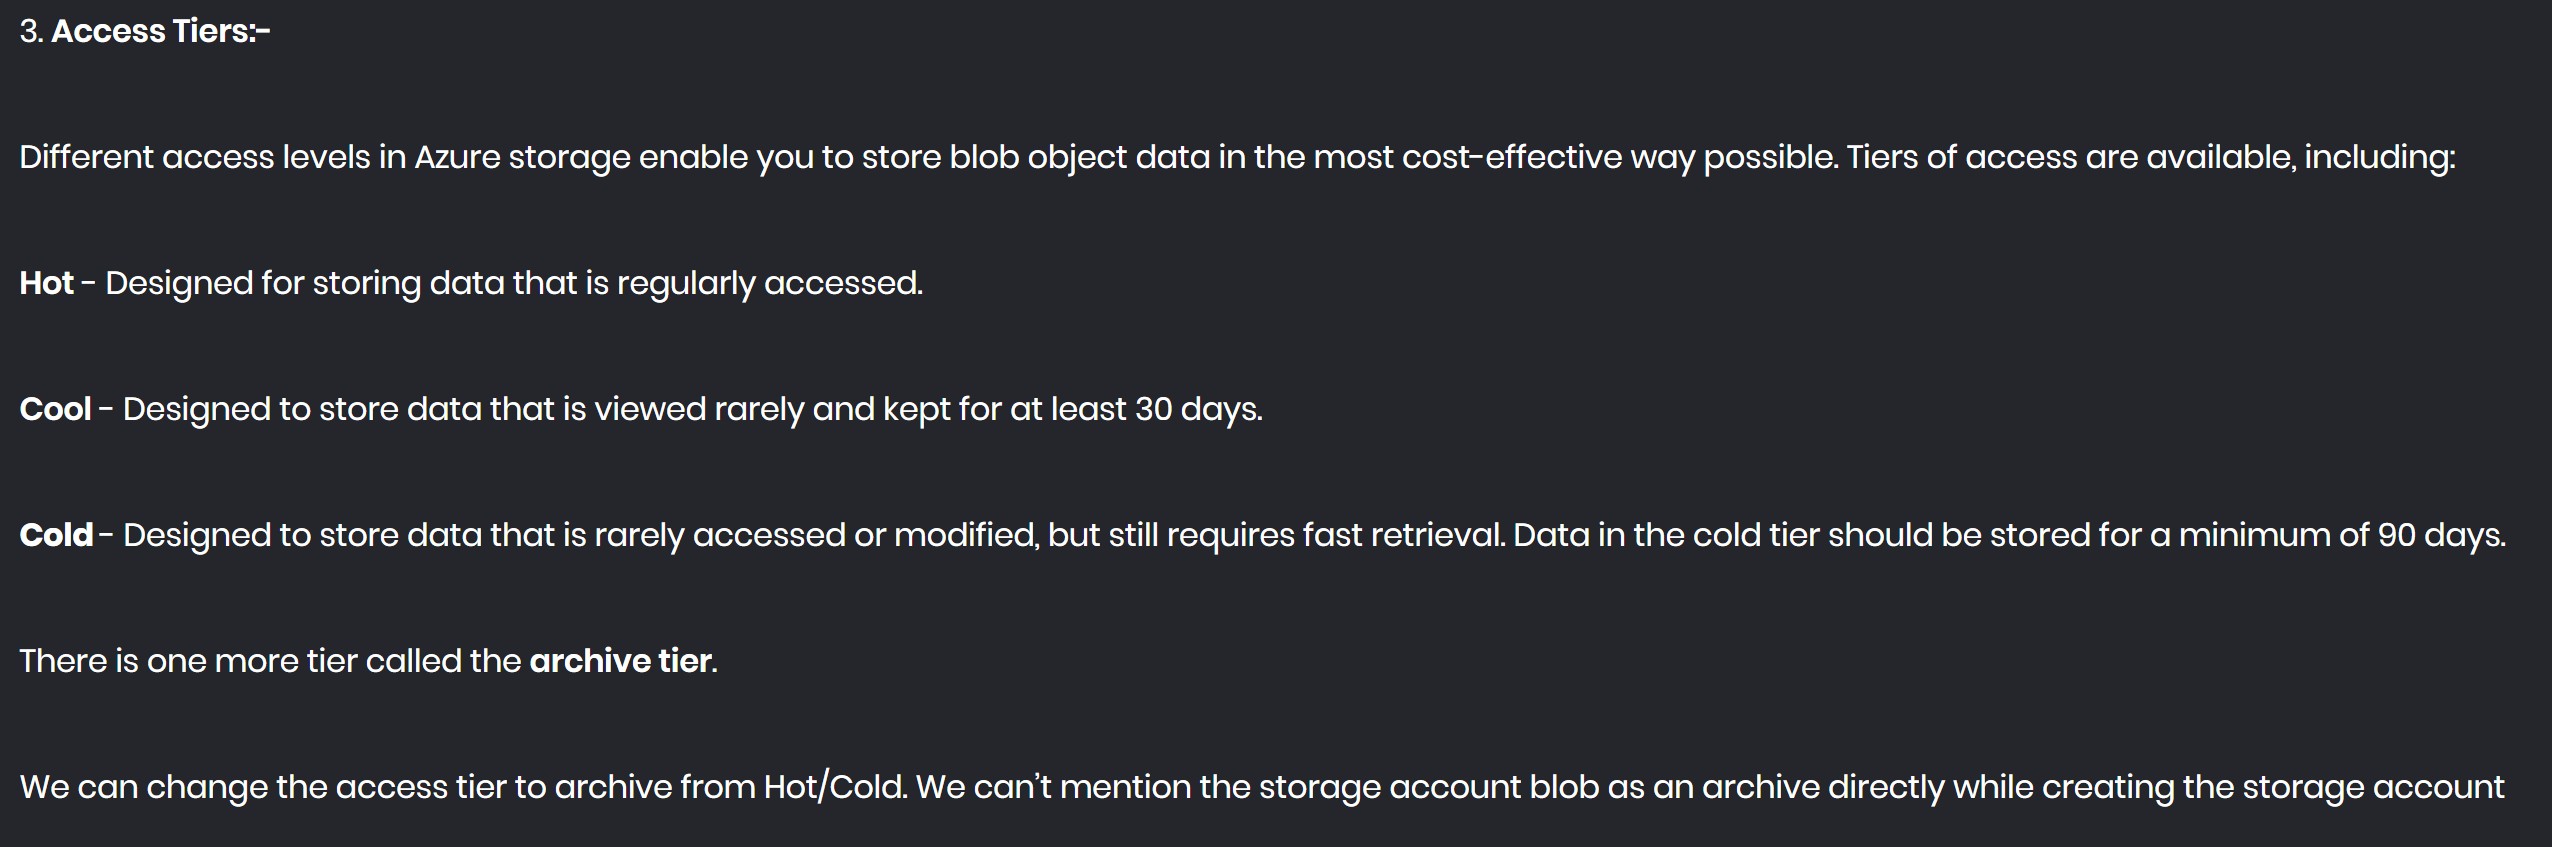 3. Access Tiers:-
Different access levels in Azure storage enable you to store blob object data in the most cost-effective way possible. Tiers of access are available, including:
Hot - Designed for storing data that is regularly accessed.
Cool - Designed to store data that is viewed rarely and kept for at least 30 days.
Cold - Designed to store data that is rarely accessed or modified, but still requires fast retrieval. Data in the cold tier should be stored for a minimum of 90 days.
There is one more tier called the archive tier.
We can change the access tier to archive from Hot/Cold. We can’t mention the storage account blob as an archive directly while creating the storage account